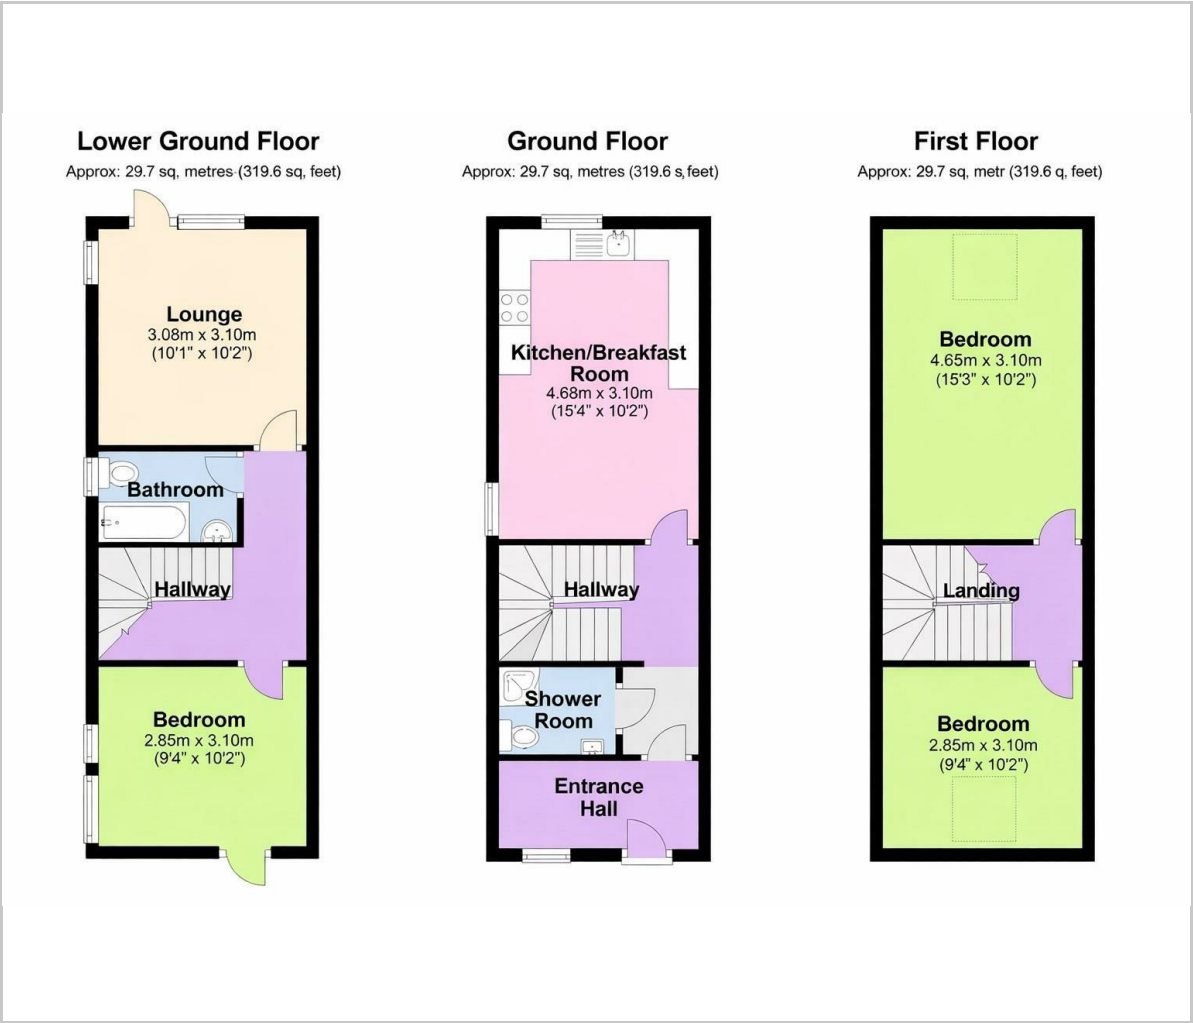 Lower Ground Floor
Approx: 29.7 sq, metres (319.6 sq, feet)
Lounge
3.08m x 3.10m
(10'1" x 10'2")
Bathroom
Hallway
Bedroom
2.85m x 3.10m
(9'4" x 10'2")
Ground Floor
Approx: 29.7 sq, metres (319.6 s, feet)
Kitchen/Breakfast
Room
4.68m x 3.10m
(15'4" x 10'2")
Hallway
Shower
Room
Entrance
Hall
First Floor
Approx: 29.7 sq, metr (319.6 q, feet)
Bedroom
4.65m x 3.10m
(15'3" x 10'2")
Landing
Bedroom
2.85m x 3.10m
(9'4" x 10'2")